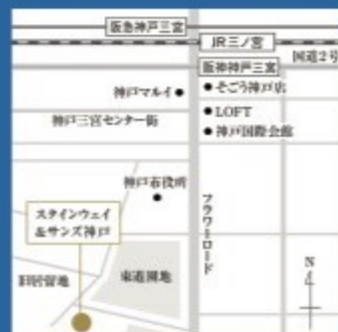 阪急神戸三宮
JR三ノ宮
国道2号
阪神神戸三宮
神戸マルイ
そごう神戸店
LOFT
神戸三宮センター街
神戸国際会館
神戸市役所
フラワーロード
スタインウェイ
&サンズ神戸
旧居留地
東遊園地
N